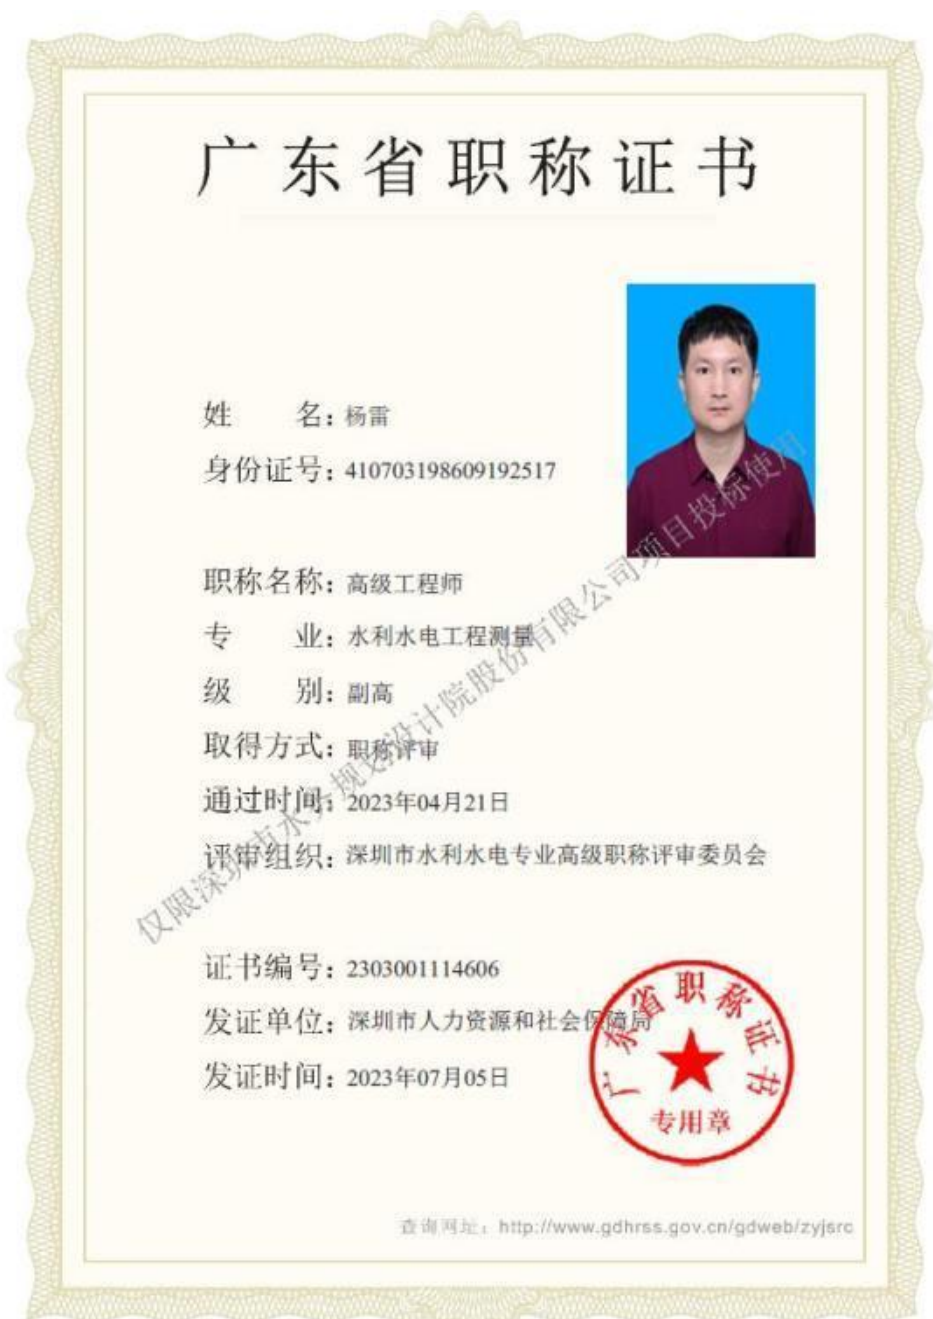 广东省职称证书
姓 名：杨雷
身份证号：410703198609192517
职称名称：高级工程师
专 业：水利水电工程测量
级 别：副高
取得方式：职称评审
通过时间：2023年04月21日
评审组织：深圳市水利水电专业高级职称评审委员会
仅限深圳市水务规划设计院股份有限公司项目投标使用
证书编号：2303001114606
发证单位：深圳市人力资源和社会保障局
发证时间：2023年07月05日
广东省职称证书
专用章
查询网址：http://www.gdhrss.gov.cn/gdweb/zyjsrc